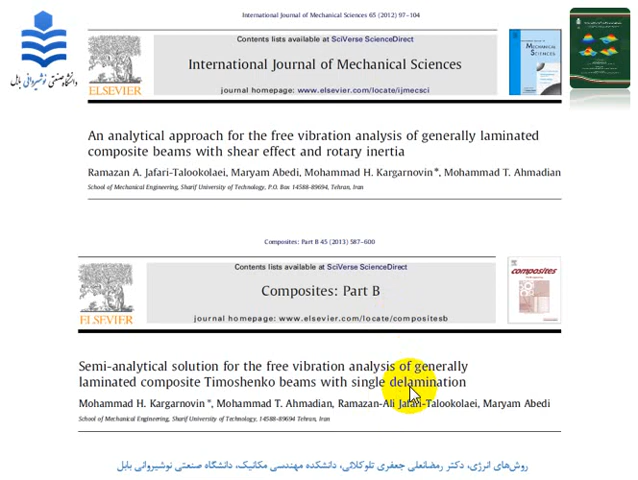 International Journal of Mechanical Sciences 65 (2012) 97–104
Contents lists available at SciVerse ScienceDirect
International Journal of Mechanical Sciences
journal homepage: www.elsevier.com/locate/ijmecsci
ELSEVIER
MECHANICAL
SCIENCES
دانشگاه صنعتی نوشیروانی بابل
An analytical approach for the free vibration analysis of generally laminated
composite beams with shear effect and rotary inertia
Ramazan A. Jafari-Talookolaei, Maryam Abedi, Mohammad H. Kargarnovin*, Mohammad T. Ahmadian
School of Mechanical Engineering, Sharif University of Technology, P.O. Box 14588-89694, Tehran, Iran
Composites: Part B 45 (2013) 587–600
Contents lists available at SciVerse ScienceDirect
Composites: Part B
journal homepage: www.elsevier.com/locate/compositesb
ELSEVIER
composites
Semi-analytical solution for the free vibration analysis of generally
laminated composite Timoshenko beams with single delamination
Mohammad H. Kargarnovin *, Mohammad T. Ahmadian, Ramazan-Ali Jafari-Talookolaei, Maryam Abedi
School of Mechanical Engineering, Sharif University of Technology, 14588-89694 Tehran, Iran
روش‌های انرژی، دکتر رمضانعلی جعفری تلوکلائی، دانشکده مهندسی مکانیک، دانشگاه صنعتی نوشیروانی بابل